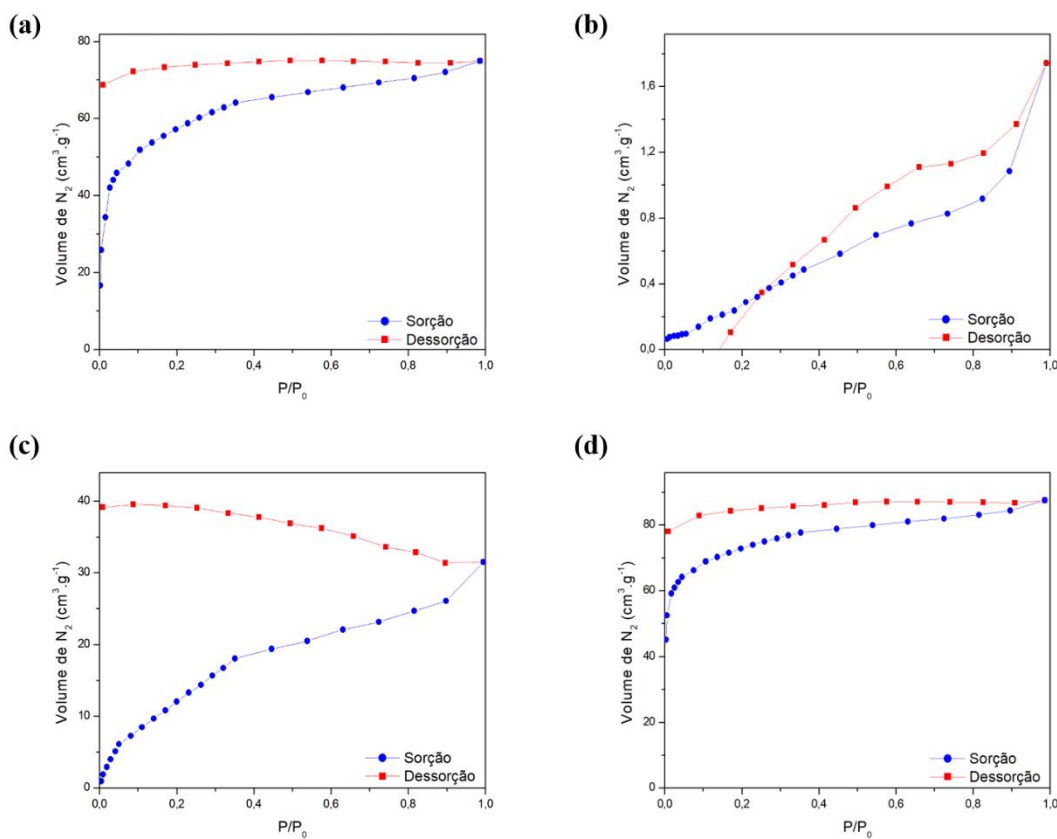 (a)
80
60
40
20
0
Volume de N₂ (cm³.g⁻¹)
0,0 0,2 0,4 0,6 0,8 1,0
P/P₀
Sorção
Dessorção
(b)
1,6
1,2
0,8
0,4
0,0
Volume de N₂ (cm³.g⁻¹)
0,0 0,2 0,4 0,6 0,8 1,0
P/P₀
Sorção
Desorção
(c)
40
30
20
10
0
Volume de N₂ (cm³.g⁻¹)
0,0 0,2 0,4 0,6 0,8 1,0
P/P₀
Sorção
Dessorção
(d)
80
60
40
20
0
Volume de N₂ (cm³.g⁻¹)
0,0 0,2 0,4 0,6 0,8 1,0
P/P₀
Sorção
Dessorção